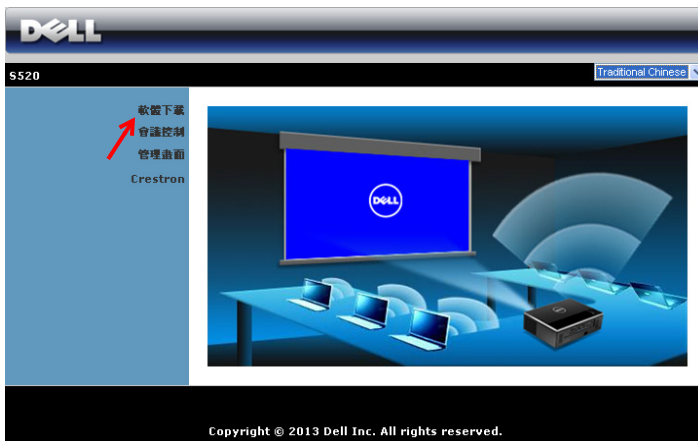 DELL
S520
Traditional Chinese
軟體下載
會議控制
管理畫面
Crestron
DELL
Copyright © 2013 Dell Inc. All rights reserved.